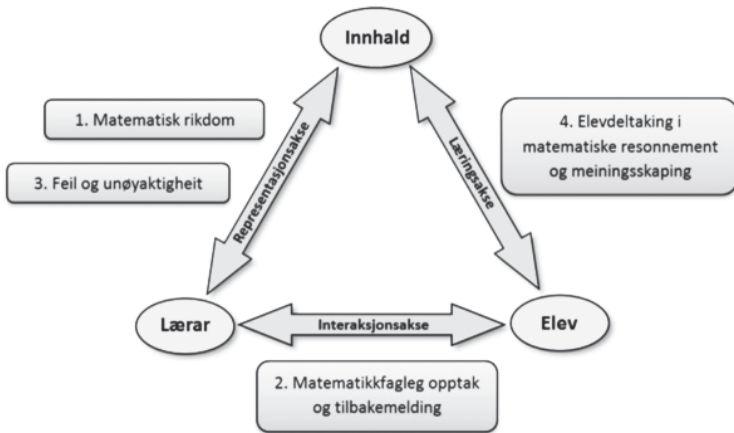 Innhald
1. Matematisk rikdom
3. Feil og unøyaktigheit
Representasjonsakse
Læringsakse
4. Elevdeltaking i
matematiske resonnement
og meiningsskaping
Lærar
Interaksjonsakse
Elev
2. Matematikkfagleg opptak
og tilbakemelding